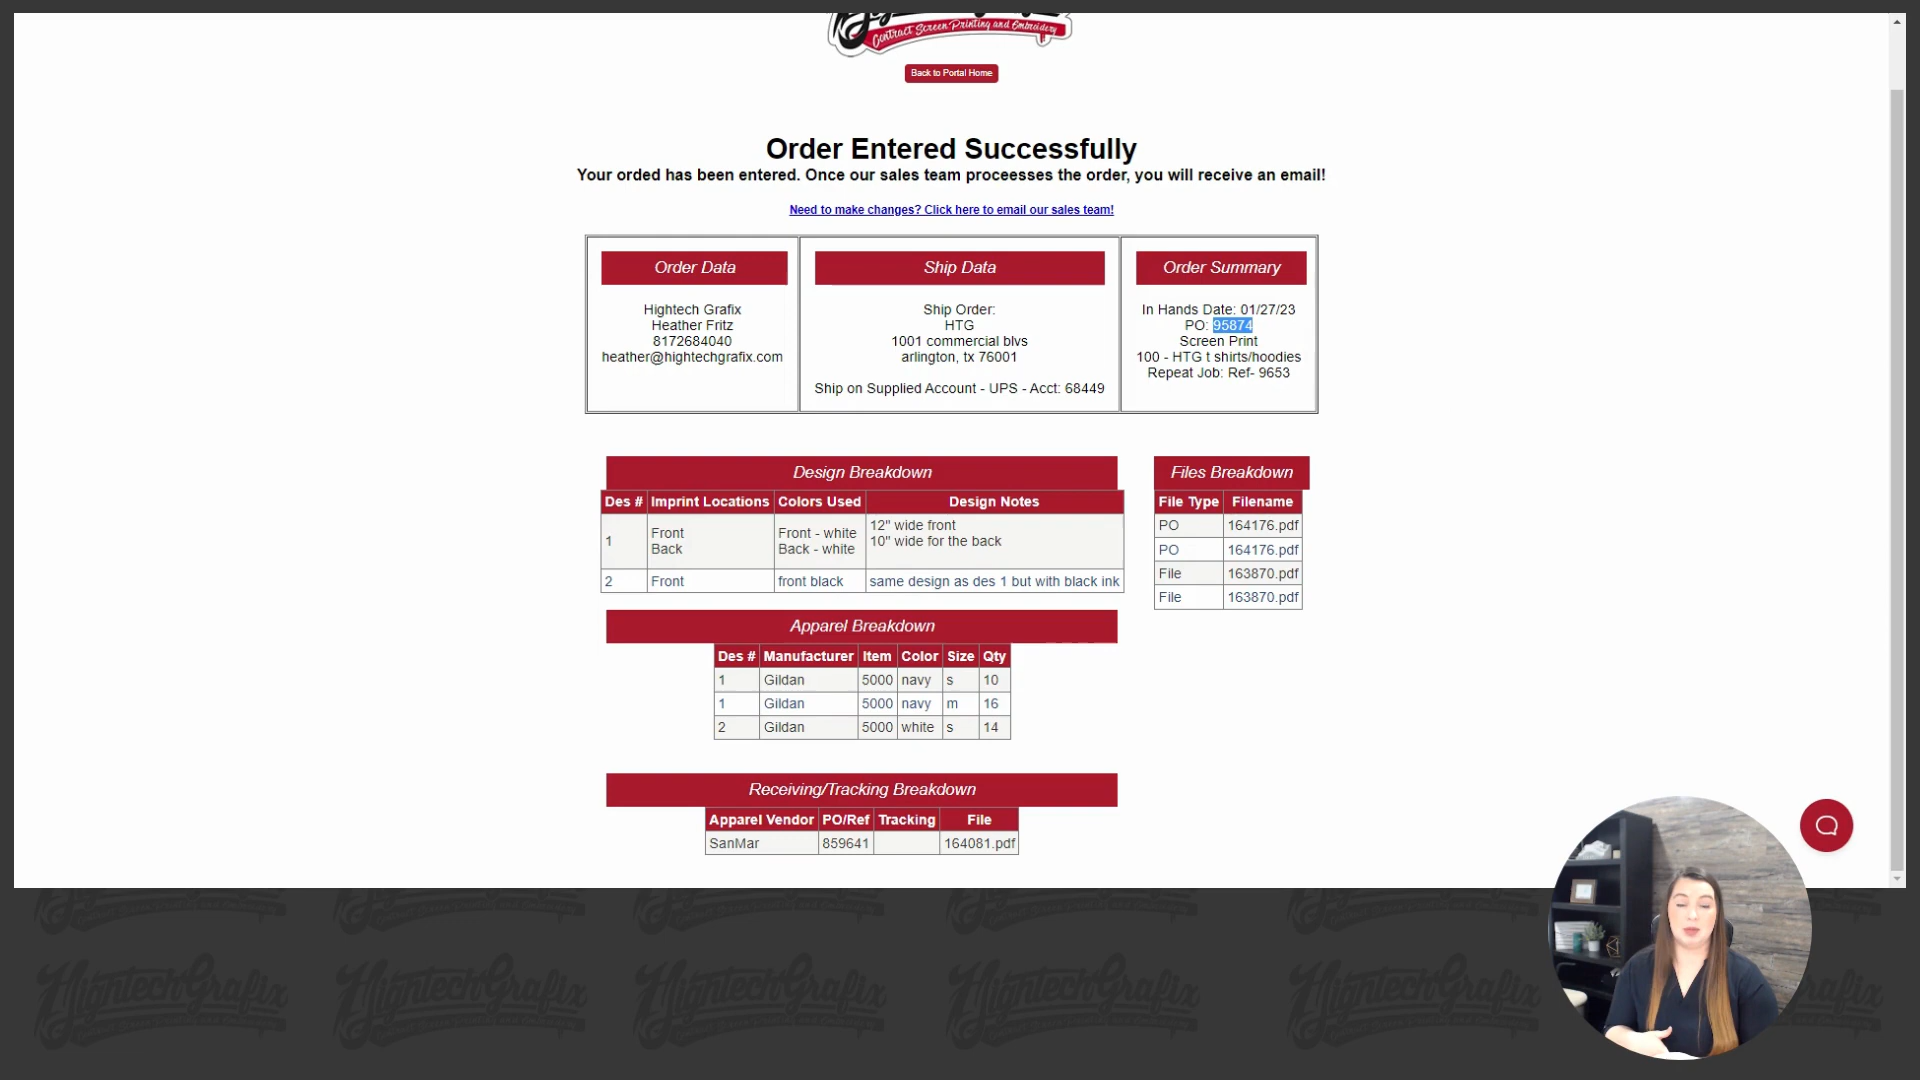 Contract Screen Printing and Embroidery
Back to Portal Home
Order Entered Successfully
Your orded has been entered. Once our sales team proceesses the order, you will receive an email!
Need to make changes? Click here to email our sales team!
Order Data
Hightech Grafix
Heather Fritz
8172684040
heather@hightechgrafix.com
Ship Data
Ship Order:
HTG
1001 commercial blvs
arlington, tx 76001
Ship on Supplied Account - UPS - Acct: 68449
Order Summary
In Hands Date: 01/27/23
PO: 95874
Screen Print
100 - HTG t shirts/hoodies
Repeat Job: Ref- 9653
Design Breakdown
Des # Imprint Locations Colors Used Design Notes
1 Front Back Front - white Back - white 12" wide front 10" wide for the back
2 Front front black same design as des 1 but with black ink
Files Breakdown
File Type Filename
PO 164176.pdf
PO 164176.pdf
File 163870.pdf
File 163870.pdf
Apparel Breakdown
Des # Manufacturer Item Color Size Qty
1 Gildan 5000 navy s 10
1 Gildan 5000 navy m 16
2 Gildan 5000 white s 14
Receiving/Tracking Breakdown
Apparel Vendor PO/Ref Tracking File
SanMar 859641 164081.pdf
HightechGrafix HightechGrafix HightechGrafix HightechGrafix HightechGrafix